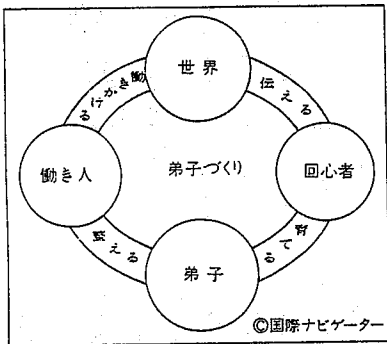 世界
伝える
回心者
育てる
弟子
整える
働き人
働きかける
弟子づくり
©国際ナビゲーター